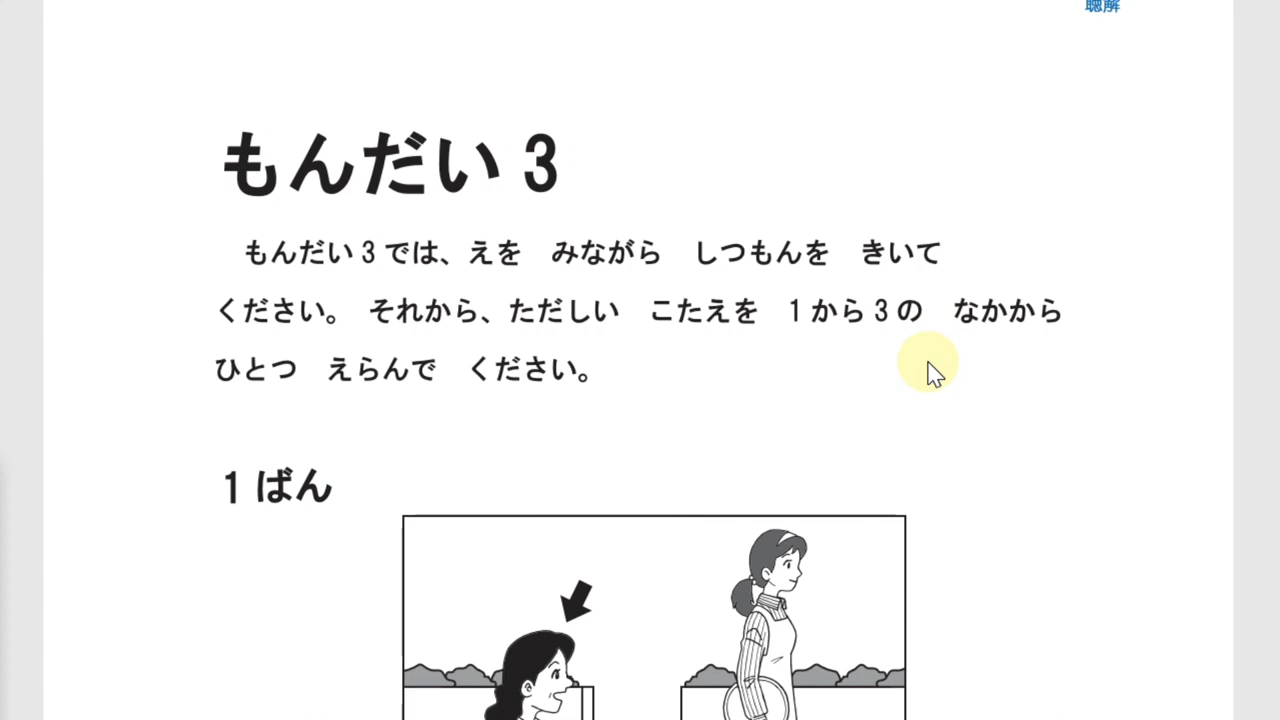 聴解
もんだい3
もんだい3では、えを　みながら　しつもんを　きいて
ください。　それから、ただしい　こたえを　1から3の　なかから
ひとつ　えらんで　ください。
1ばん